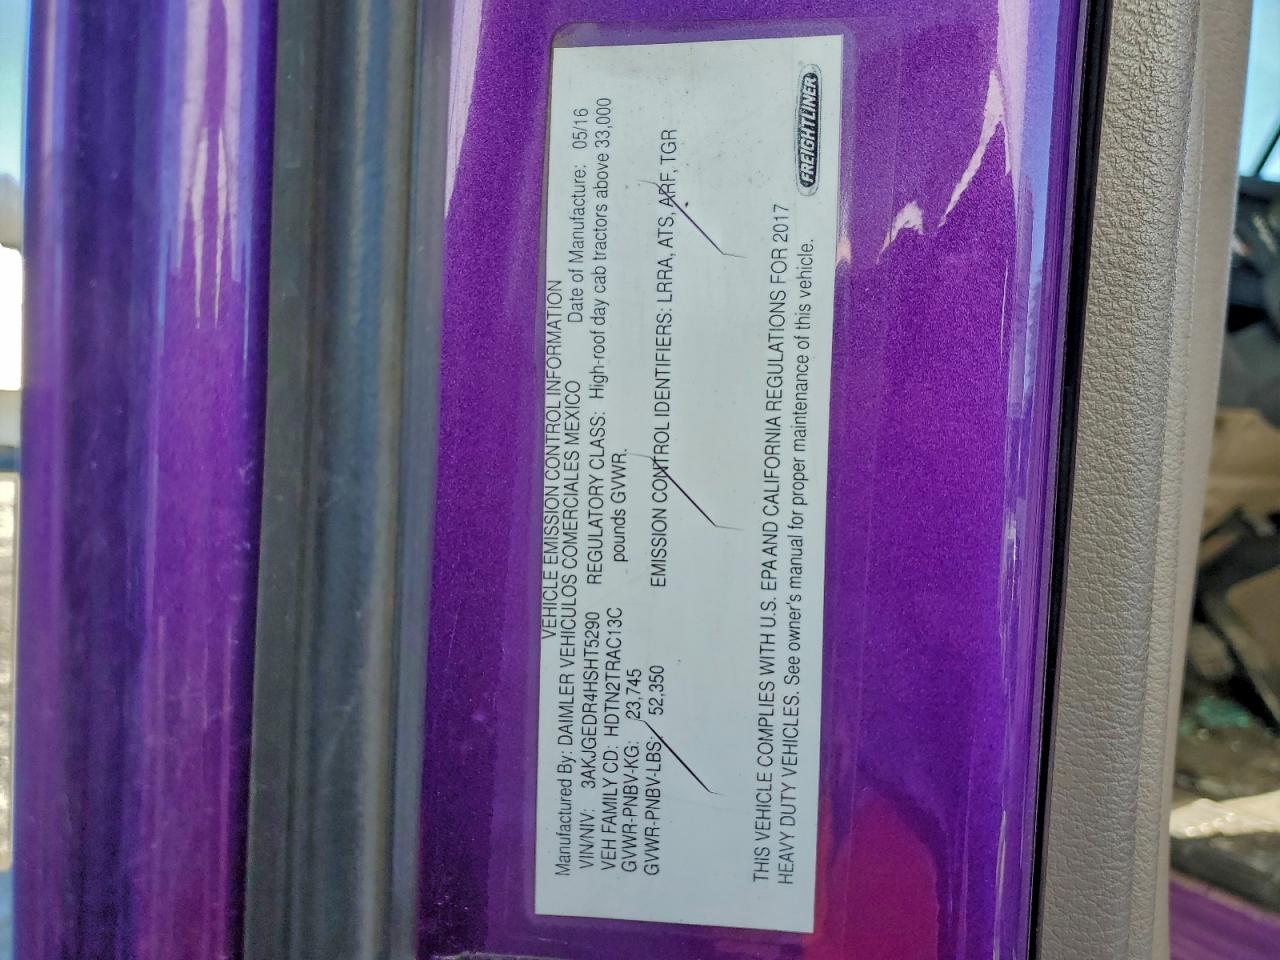 VEHICLE EMISSION CONTROL INFORMATION
Manufactured By: DAIMLER VEHICULOS COMERCIALES MEXICO Date of Manufacture: 05/16
VIN/NIV: 3AKJGEDR4HSHT5290 REGULATORY CLASS: High-roof day cab tractors above 33,000
VEH FAMILY CD: HDTN2TRAC13C pounds GVWR.
GVWR-PNBV-KG: 23,745
GVWR-PNBV-LBS: 52,350 EMISSION CONTROL IDENTIFIERS: LRRA, ATS, ARF, TGR
THIS VEHICLE COMPLIES WITH U.S. EPA AND CALIFORNIA REGULATIONS FOR 2017
HEAVY DUTY VEHICLES. See owner's manual for proper maintenance of this vehicle.
FREIGHTLINER